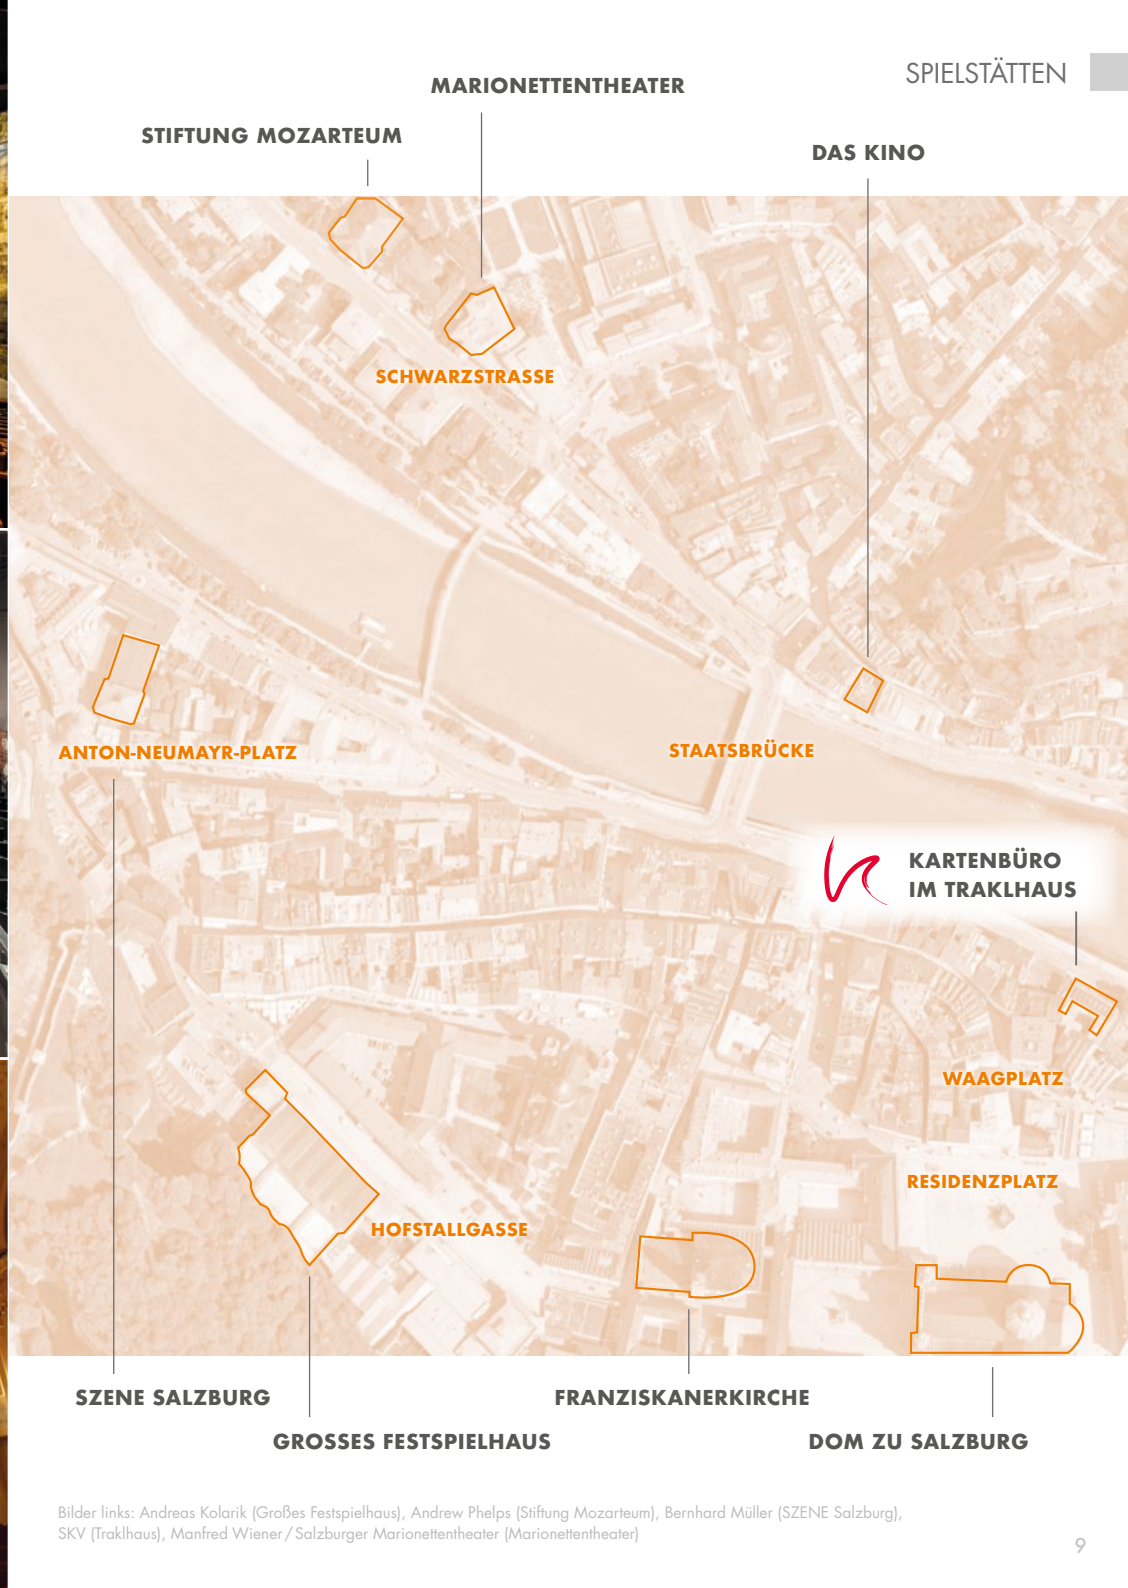 SPIELSTÄTTEN
MARIONETTENTHEATER
STIFTUNG MOZARTEUM
DAS KINO
SCHWARZSTRASSE
ANTON-NEUMAYR-PLATZ
STAATSBRÜCKE
KARTENBÜRO
IM TRAKLHAUS
WAAGPLATZ
RESIDENZPLATZ
HOFSTALLGASSE
SZENE SALZBURG
FRANZISKANERKIRCHE
GROSSES FESTSPIELHAUS
DOM ZU SALZBURG
Bilder links: Andreas Kolarik (Großes Festspielhaus), Andrew Phelps (Stiftung Mozarteum), Bernhard Müller (SZENE Salzburg),
SKV (Traklhaus), Manfred Wiener / Salzburger Marionettentheater (Marionettentheater)
9